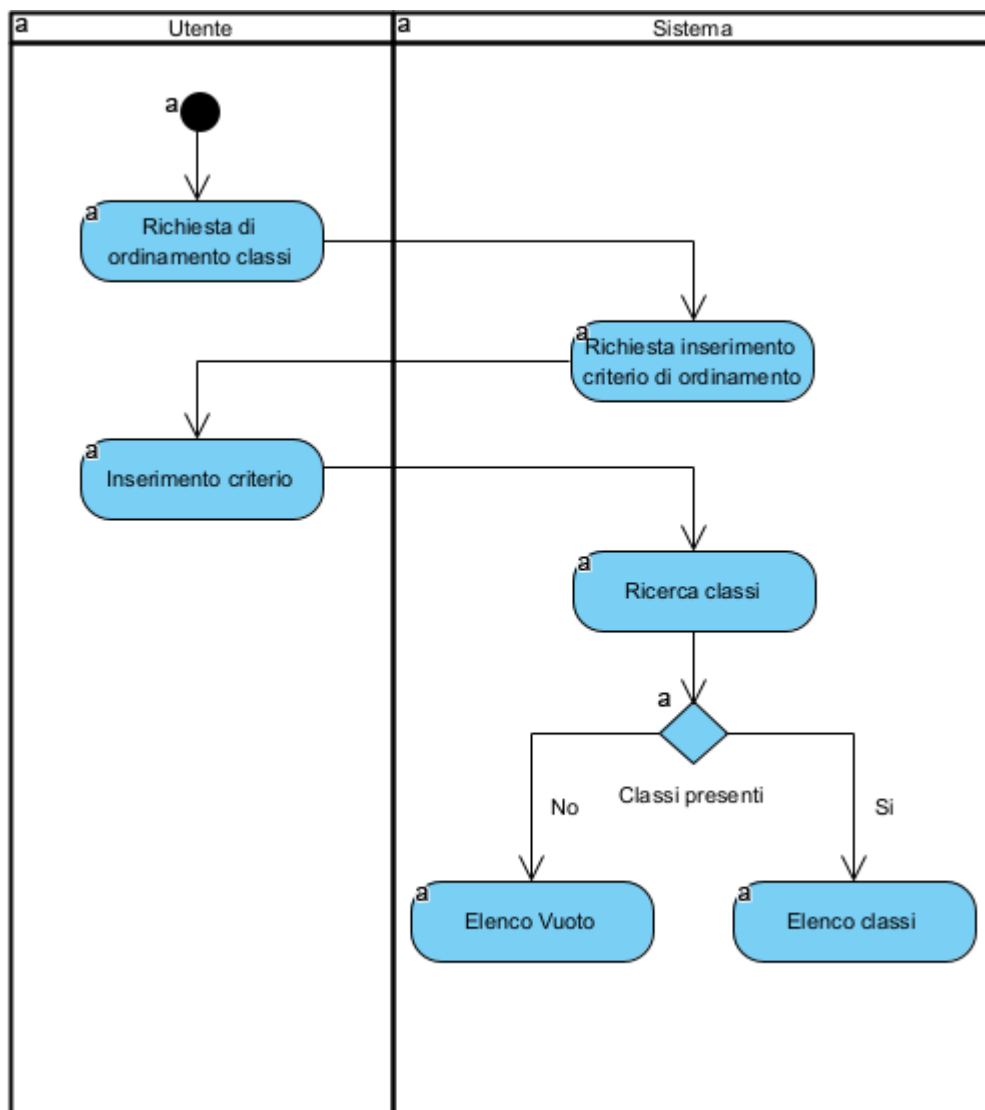 a Utente
a Sistema
a
a
Richiesta di
ordinamento classi
a
Richiesta inserimento
criterio di ordinamento
a
Inserimento criterio
a
Ricerca classi
a
Classi presenti
No
Si
a
Elenco Vuoto
a
Elenco classi